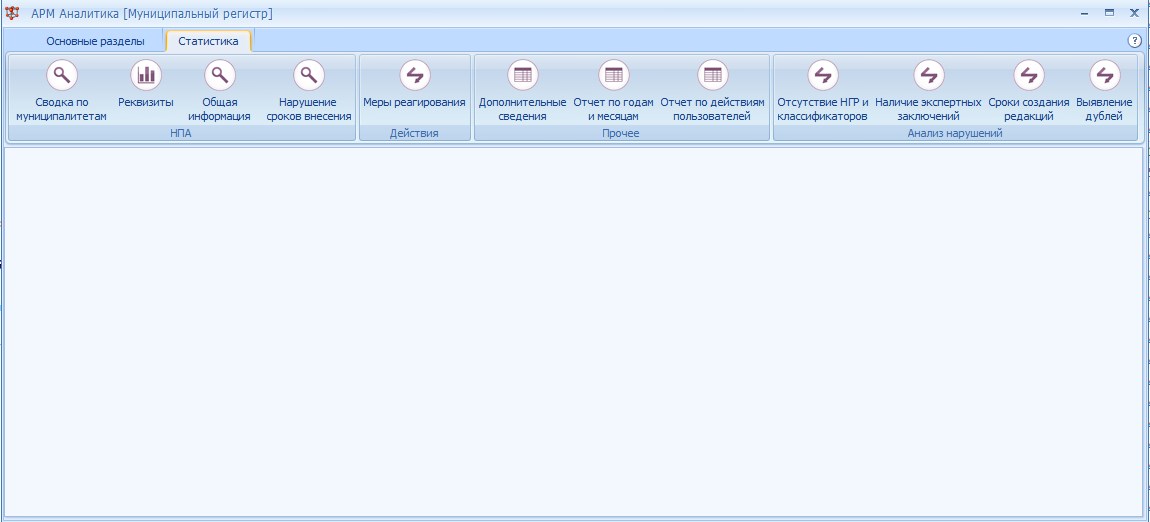 АРМ Аналитика [Муниципальный регистр]
Основные разделы Статистика
Сводка по муниципалитетам
Реквизиты
Общая информация
Нарушение сроков внесения
НПА
Меры реагирования
Действия
Дополнительные сведения
Отчет по годам и месяцам
Отчет по действиям пользователей
Прочее
Отсутствие НГР и классификаторов
Наличие экспертных заключений
Сроки создания редакций
Выявление дублей
Анализ нарушений